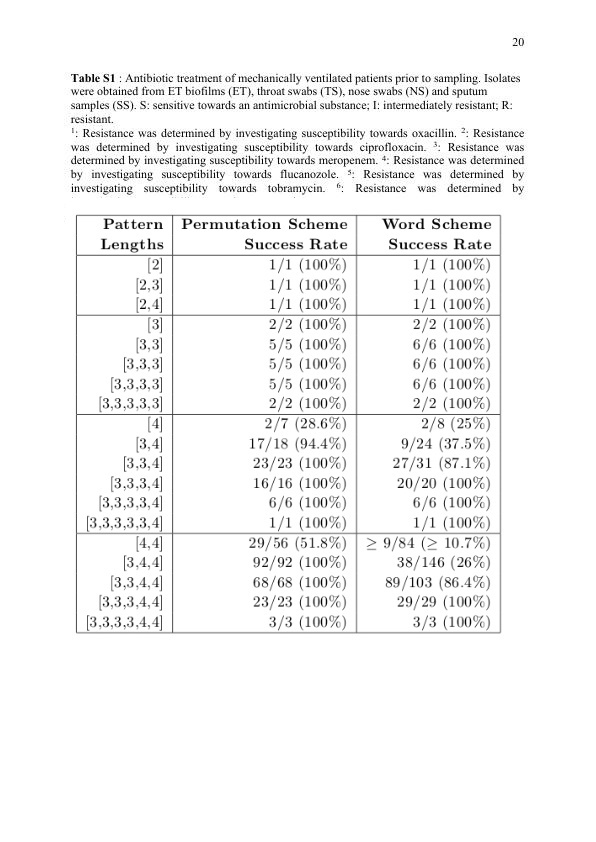 20
Table S1 : Antibiotic treatment of mechanically ventilated patients prior to sampling. Isolates
were obtained from ET biofilms (ET), throat swabs (TS), nose swabs (NS) and sputum
samples (SS). S: sensitive towards an antimicrobial substance; I: intermediately resistant; R:
resistant.
¹: Resistance was determined by investigating susceptibility towards oxacillin. ²: Resistance
was determined by investigating susceptibility towards ciprofloxacin. ³: Resistance was
determined by investigating susceptibility towards meropenem. ⁴: Resistance was determined
by investigating susceptibility towards flucanozole. ⁵: Resistance was determined by
investigating susceptibility towards tobramycin. ⁶: Resistance was determined by
Pattern Permutation Scheme Word Scheme
Lengths Success Rate Success Rate
[2] 1/1 (100%) 1/1 (100%)
[2,3] 1/1 (100%) 1/1 (100%)
[2,4] 1/1 (100%) 1/1 (100%)
[3] 2/2 (100%) 2/2 (100%)
[3,3] 5/5 (100%) 6/6 (100%)
[3,3,3] 5/5 (100%) 6/6 (100%)
[3,3,3,3] 5/5 (100%) 6/6 (100%)
[3,3,3,3,3] 2/2 (100%) 2/2 (100%)
[4] 2/7 (28.6%) 2/8 (25%)
[3,4] 17/18 (94.4%) 9/24 (37.5%)
[3,3,4] 23/23 (100%) 27/31 (87.1%)
[3,3,3,4] 16/16 (100%) 20/20 (100%)
[3,3,3,3,4] 6/6 (100%) 6/6 (100%)
[3,3,3,3,3,4] 1/1 (100%) 1/1 (100%)
[4,4] 29/56 (51.8%) ≥ 9/84 (≥ 10.7%)
[3,4,4] 92/92 (100%) 38/146 (26%)
[3,3,4,4] 68/68 (100%) 89/103 (86.4%)
[3,3,3,4,4] 23/23 (100%) 29/29 (100%)
[3,3,3,3,4,4] 3/3 (100%) 3/3 (100%)